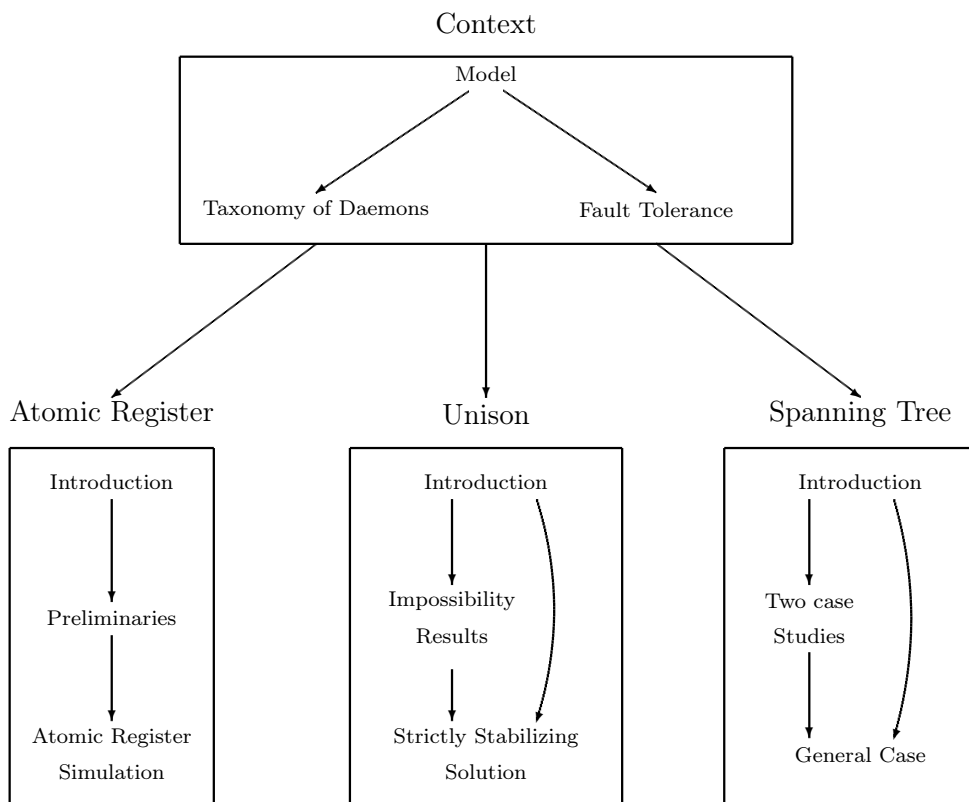 Context
Model
Taxonomy of Daemons
Fault Tolerance
Atomic Register
Introduction
Preliminaries
Atomic Register
Simulation
Unison
Introduction
Impossibility
Results
Strictly Stabilizing
Solution
Spanning Tree
Introduction
Two case
Studies
General Case